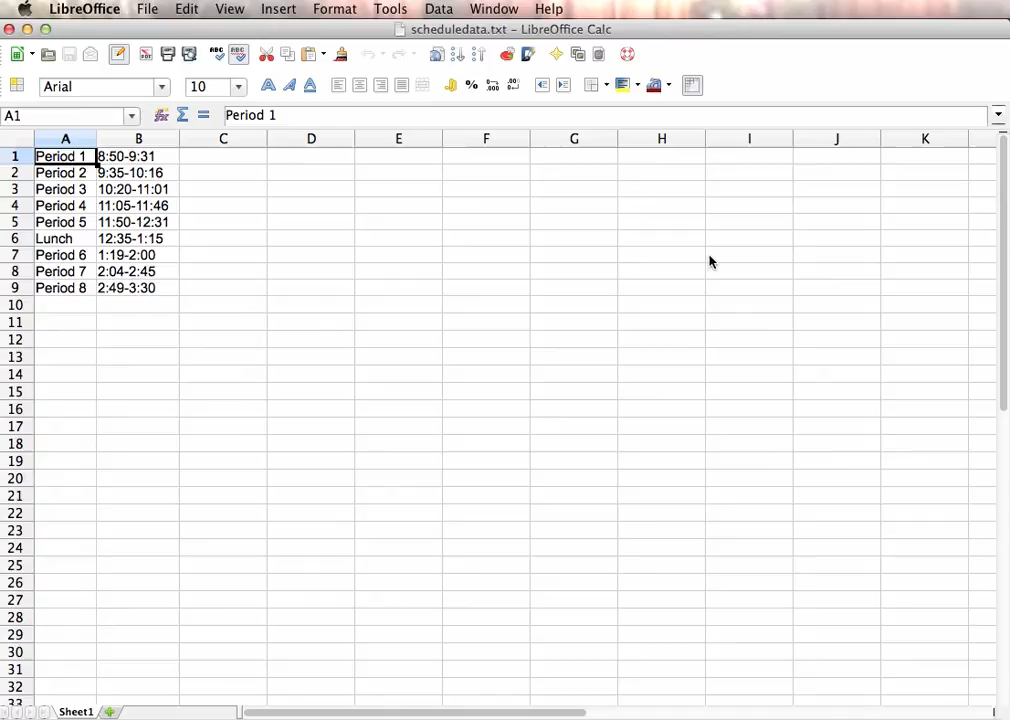 LibreOffice File Edit View Insert Format Tools Data Window Help
scheduledata.txt - LibreOffice Calc
Arial 10
A1 Period 1
A B C D E F G H I J K
1 Period 1 8:50-9:31
2 Period 2 9:35-10:16
3 Period 3 10:20-11:01
4 Period 4 11:05-11:46
5 Period 5 11:50-12:31
6 Lunch 12:35-1:15
7 Period 6 1:19-2:00
8 Period 7 2:04-2:45
9 Period 8 2:49-3:30
10
11
12
13
14
15
16
17
18
19
20
21
22
23
24
25
26
27
28
29
30
31
32
33
Sheet1